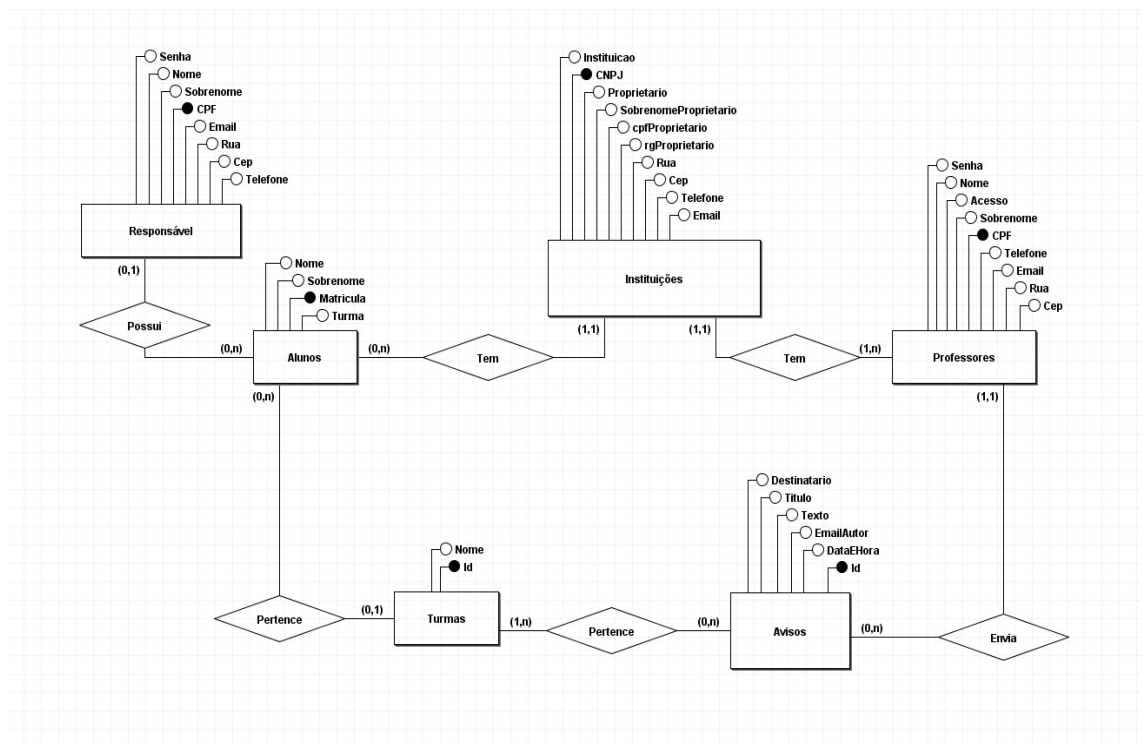 Senha
Nome
Sobrenome
CPF
Email
Rua
Cep
Telefone
Responsável
(0,1)
Possui
(0,n)
Nome
Sobrenome
Matricula
Turma
Alunos
(0,n)
(0,n)
Tem
(1,1)
Instituicao
CNPJ
Proprietario
SobrenomeProprietario
cpfProprietario
rgProprietario
Rua
Cep
Telefone
Email
Instituições
(1,1)
Tem
(1,n)
Senha
Nome
Acesso
Sobrenome
CPF
Telefone
Email
Rua
Cep
Professores
(1,1)
Pertence
(0,1)
Nome
Id
Turmas
(1,n)
Pertence
(0,n)
Destinatario
Titulo
Texto
EmailAutor
DataEHora
Id
Avisos
(0,n)
Envia